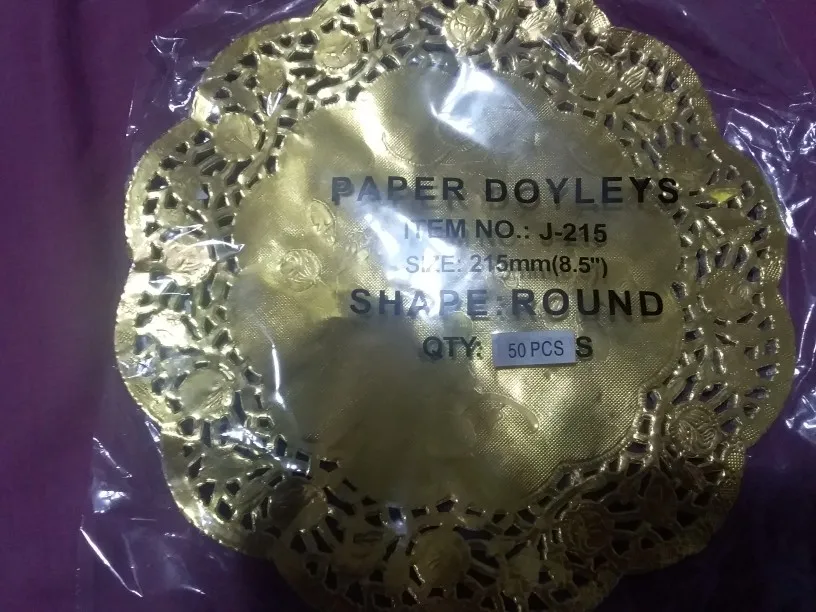 PAPER DOYLEYS
ITEM NO.: J-215
SIZE: 215mm(8.5")
SHAPE:ROUND
QTY: 50 PCS S